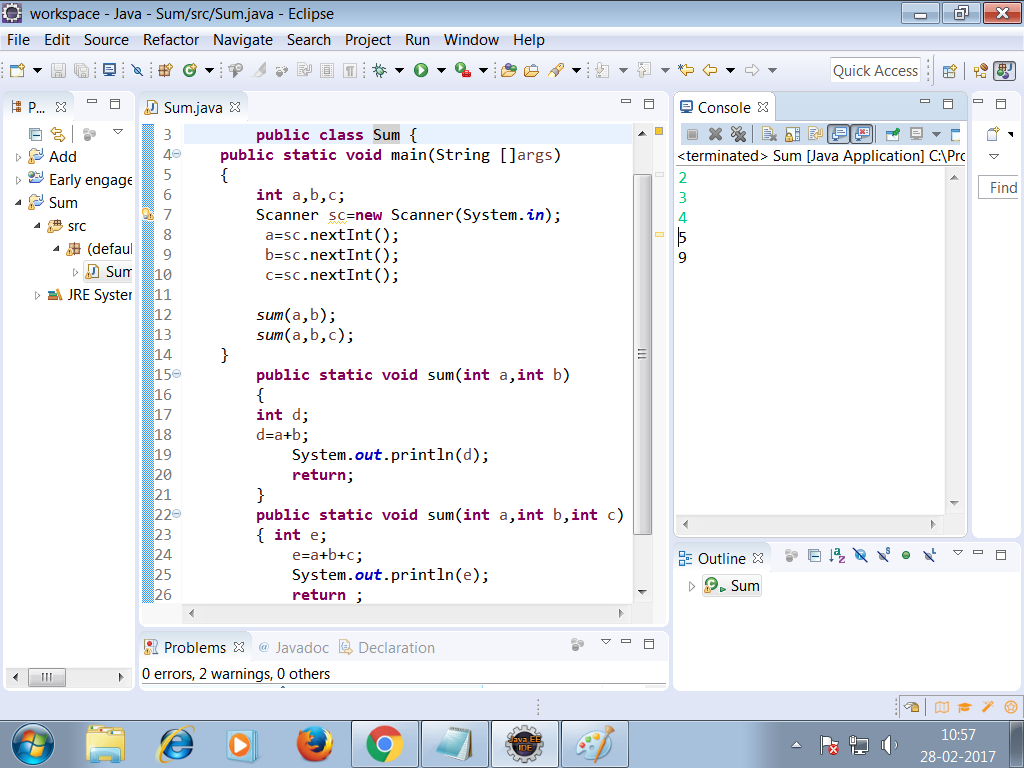 workspace - Java - Sum/src/Sum.java - Eclipse
File Edit Source Refactor Navigate Search Project Run Window Help
Quick Access
P...
Add
Early engage
Sum
src
(defaul
Sum
JRE System
Sum.java
3 public class Sum {
4 public static void main(String []args)
5 {
6 int a,b,c;
7 Scanner sc=new Scanner(System.in);
8 a=sc.nextInt();
9 b=sc.nextInt();
10 c=sc.nextInt();
11
12 sum(a,b);
13 sum(a,b,c);
14 }
15 public static void sum(int a,int b)
16 {
17 int d;
18 d=a+b;
19 System.out.println(d);
20 return;
21 }
22 public static void sum(int a,int b,int c)
23 { int e;
24 e=a+b+c;
25 System.out.println(e);
26 return ;
Problems @ Javadoc Declaration
0 errors, 2 warnings, 0 others
Console
<terminated> Sum [Java Application] C:\Pro
2
3
4
5
9
Find
Outline
Sum
Java EE
IDE
10:57
28-02-2017